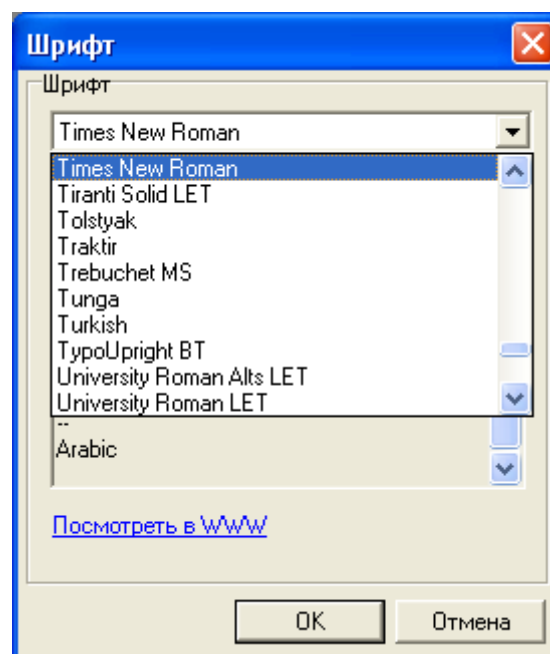 Шрифт
Шрифт
Times New Roman
Times New Roman
Tiranti Solid LET
Tolstyak
Traktir
Trebuchet MS
Tunga
Turkish
TypoUpright BT
University Roman Alts LET
University Roman LET
--
Arabic
Посмотреть в WWW
OK
Отмена